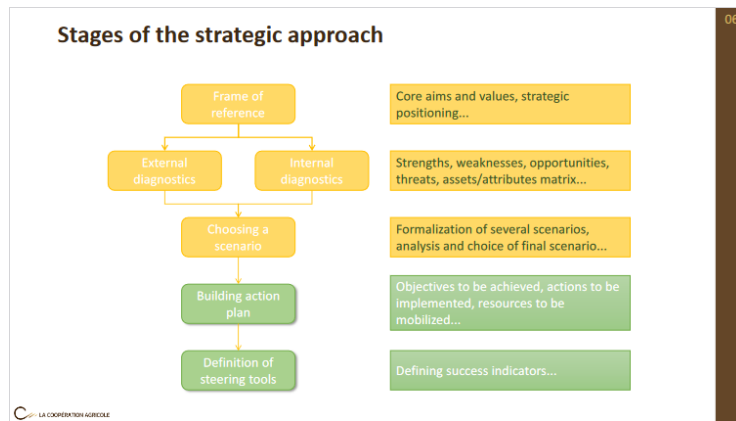 06
Stages of the strategic approach
Frame of
reference
Core aims and values, strategic
positioning...
External
diagnostics
Internal
diagnostics
Strengths, weaknesses, opportunities,
threats, assets/attributes matrix...
Choosing a
scenario
Formalization of several scenarios,
analysis and choice of final scenario...
Building action
plan
Objectives to be achieved, actions to be
implemented, resources to be
mobilized...
Definition of
steering tools
Defining success indicators...
LA COOPÉRATION AGRICOLE